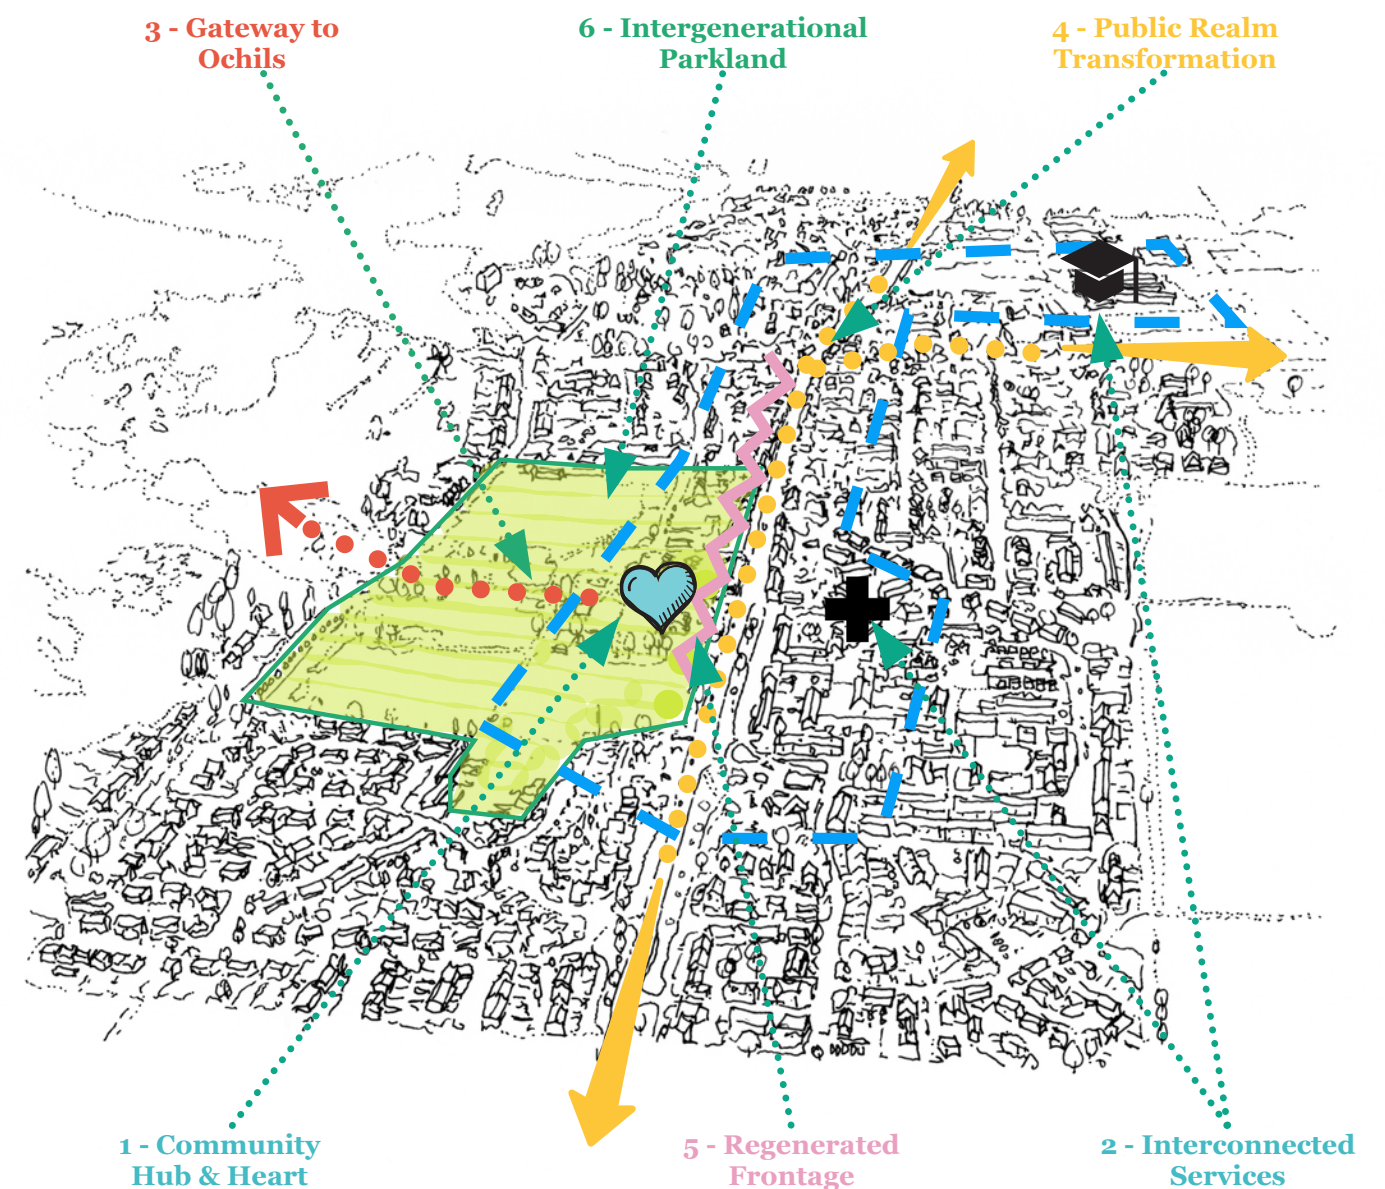 3 - Gateway to
Ochils
6 - Intergenerational
Parkland
4 - Public Realm
Transformation
1 - Community
Hub & Heart
5 - Regenerated
Frontage
2 - Interconnected
Services